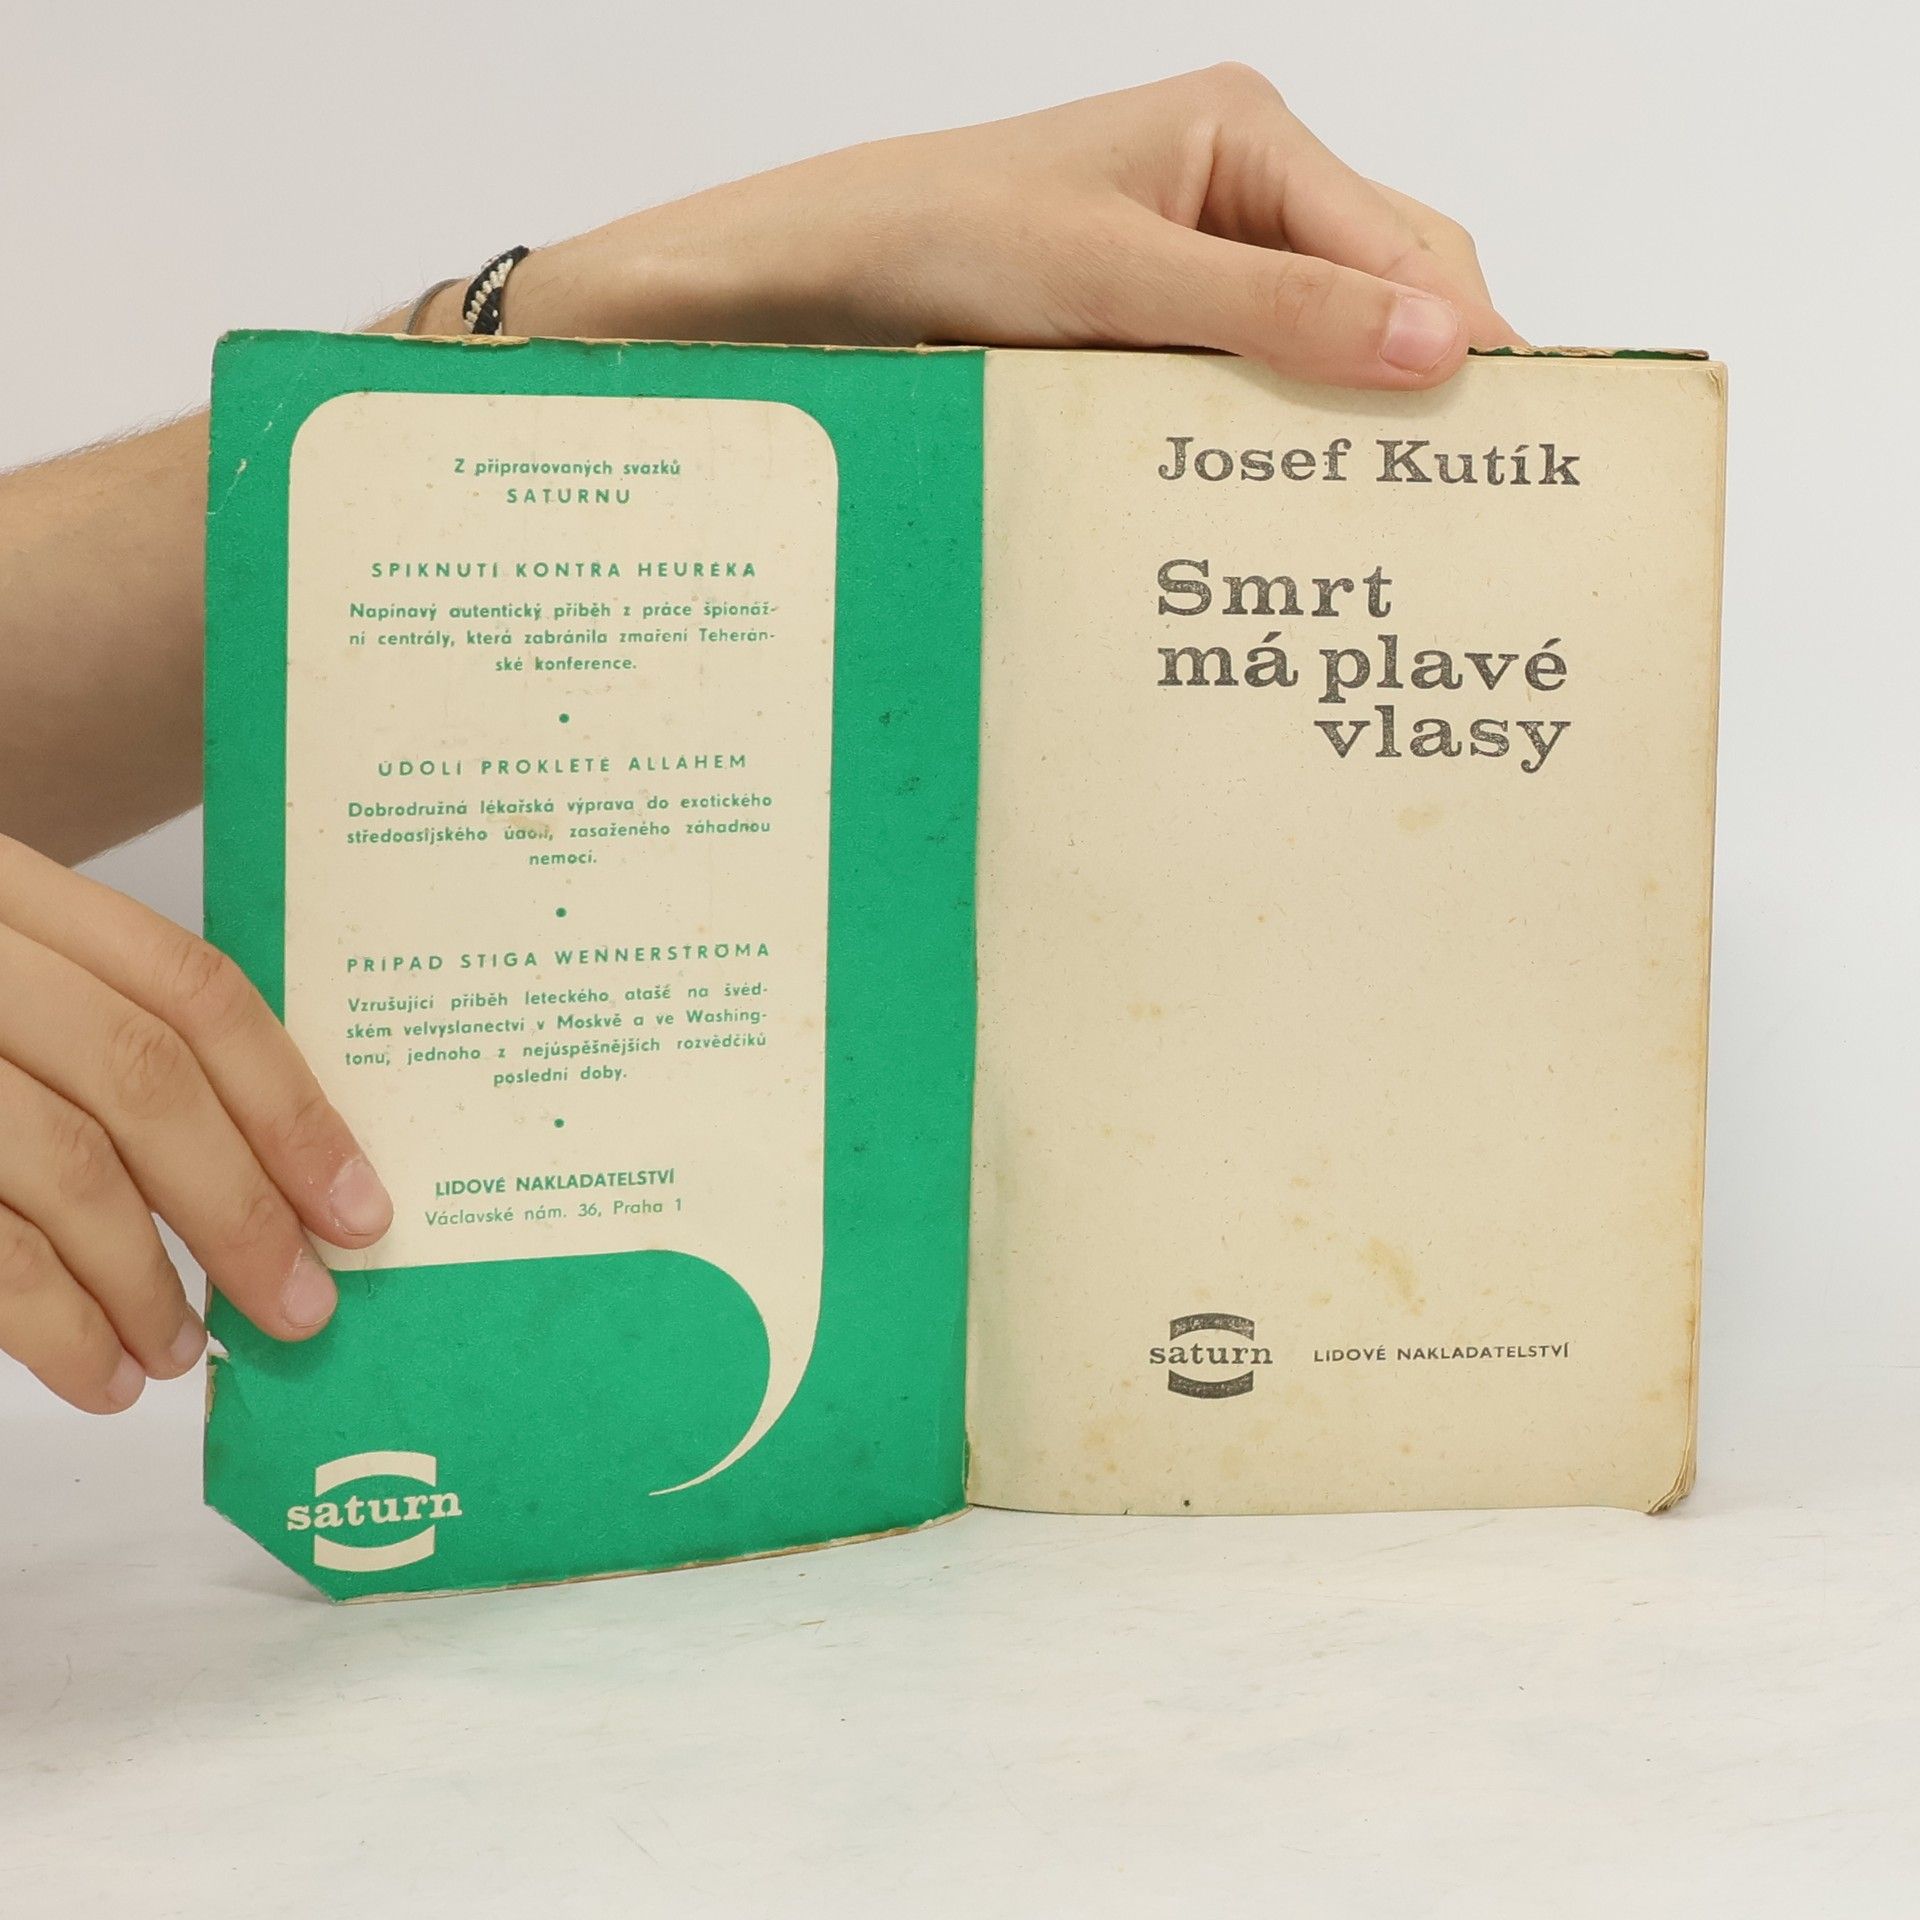 Z připravovaných svazků
SATURNU
SPIKNUTÍ KONTRA HEURÉKA
Napínavý autentický příběh z práce špionáž-
ní centrály, která zabránila zmaření Teherán-
ské konference.
•
ÚDOLÍ PROKLETÉ ALLÁHEM
Dobrodružná lékařská výprava do exotického
středoasijského údolí, zasaženého záhadnou
nemocí.
•
PŘÍPAD STIGA WENNERSTRÖMA
Vzrušující příběh leteckého atašé na švéd-
ském velvyslanectví v Moskvě a ve Washing-
tonu, jednoho z nejúspěšnějších rozvědčíků
poslední doby.
•
LIDOVÉ NAKLADATELSTVÍ
Václavské nám. 36, Praha 1
saturn
Josef Kutík
Smrt
má plavé
vlasy
saturn LIDOVÉ NAKLADATELSTVÍ